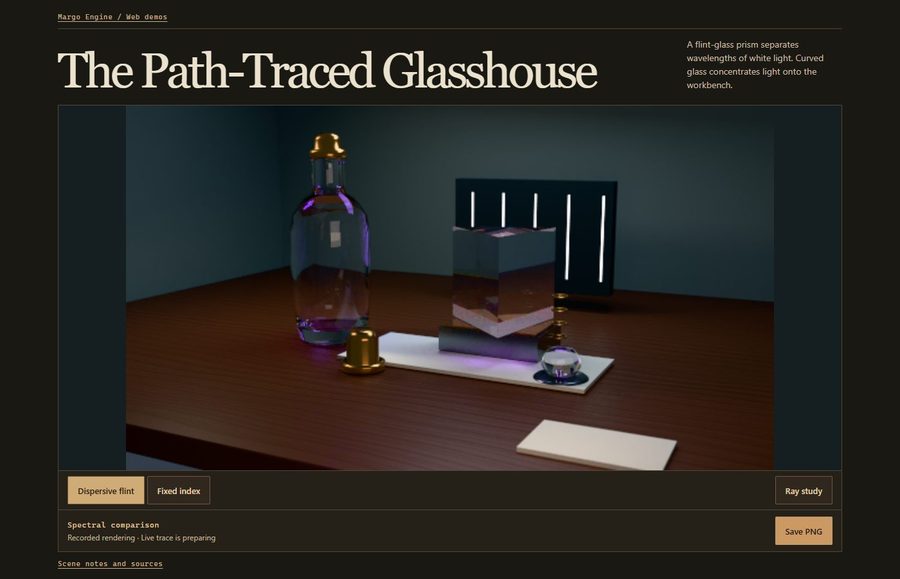 Margo Engine / Web demos
The Path-Traced Glasshouse
A flint-glass prism separates
wavelengths of white light. Curved
glass concentrates light onto the
workbench.
Dispersive flint
Fixed index
Ray study
Spectral comparison
Recorded rendering · Live trace is preparing
Save PNG
Scene notes and sources